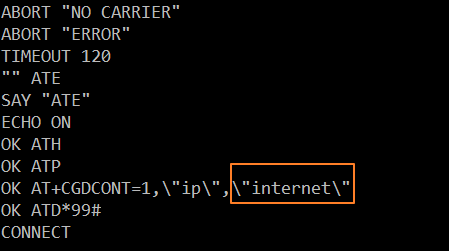 ABORT "NO CARRIER"
ABORT "ERROR"
TIMEOUT 120
"" ATE
SAY "ATE"
ECHO ON
OK ATH
OK ATP
OK AT+CGDCONT=1,\"ip\",\"internet\"
OK ATD*99#
CONNECT